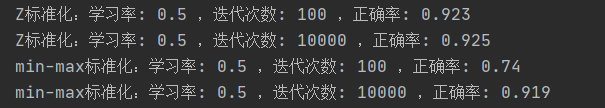 Z标准化: 学习率: 0.5 , 迭代次数: 100 , 正确率: 0.923
Z标准化: 学习率: 0.5 , 迭代次数: 10000 , 正确率: 0.925
min-max标准化: 学习率: 0.5 , 迭代次数: 100 , 正确率: 0.74
min-max标准化: 学习率: 0.5 , 迭代次数: 10000 , 正确率: 0.919